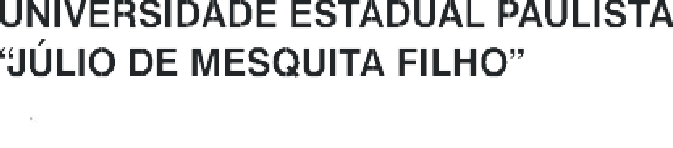 UNIVERSIDADE ESTADUAL PAULISTA
“JÚLIO DE MESQUITA FILHO”